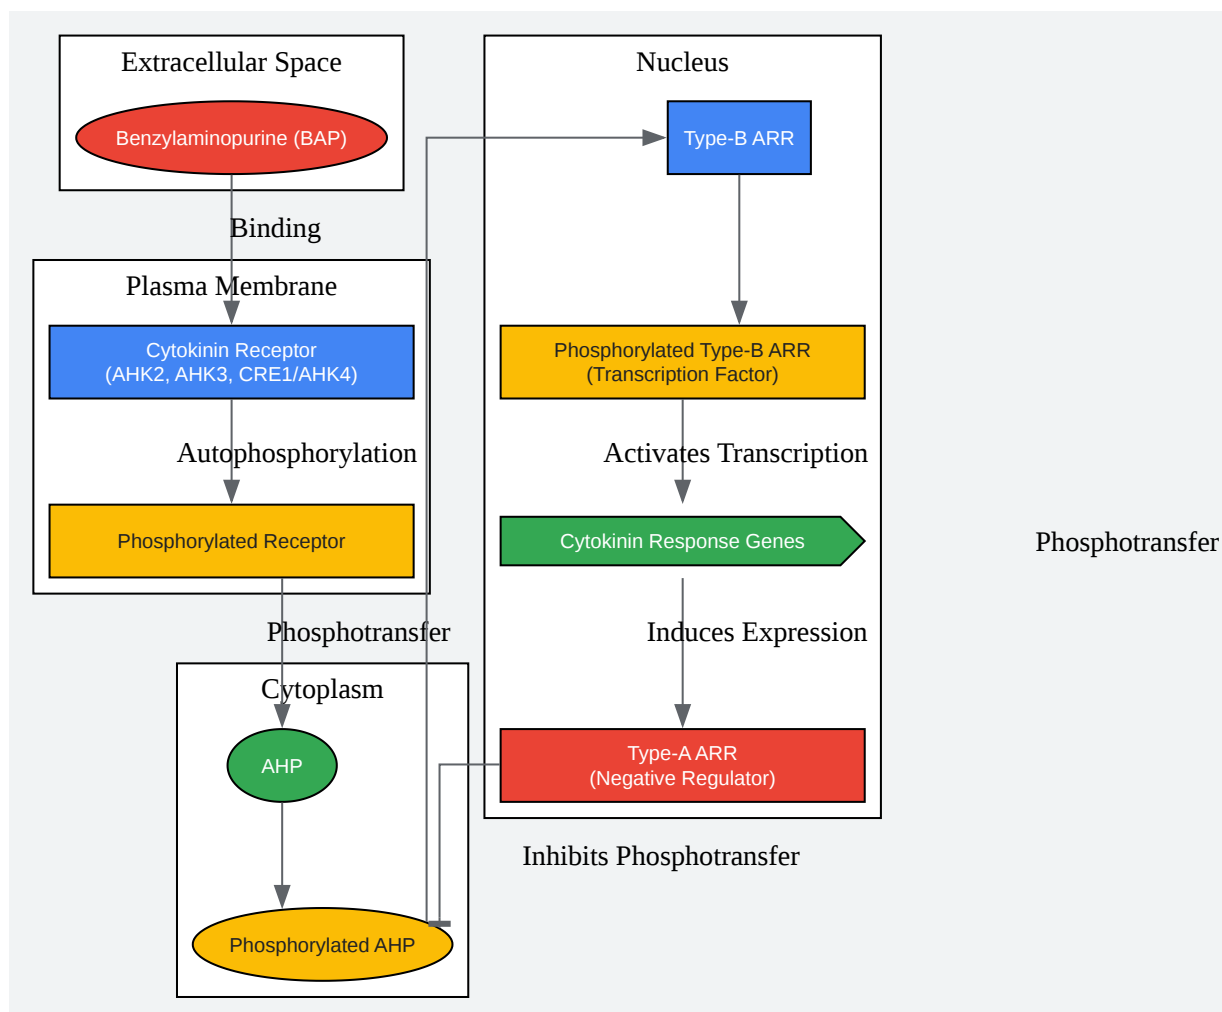 Extracellular Space
Benzylaminopurine (BAP)
Binding
Plasma Membrane
Cytokinin Receptor
(AHK2, AHK3, CRE1/AHK4)
Autophosphorylation
Phosphorylated Receptor
Phosphotransfer
Cytoplasm
AHP
Phosphorylated AHP
Nucleus
Type-B ARR
Phosphorylated Type-B ARR
(Transcription Factor)
Activates Transcription
Cytokinin Response Genes
Induces Expression
Type-A ARR
(Negative Regulator)
Inhibits Phosphotransfer
Phosphotransfer